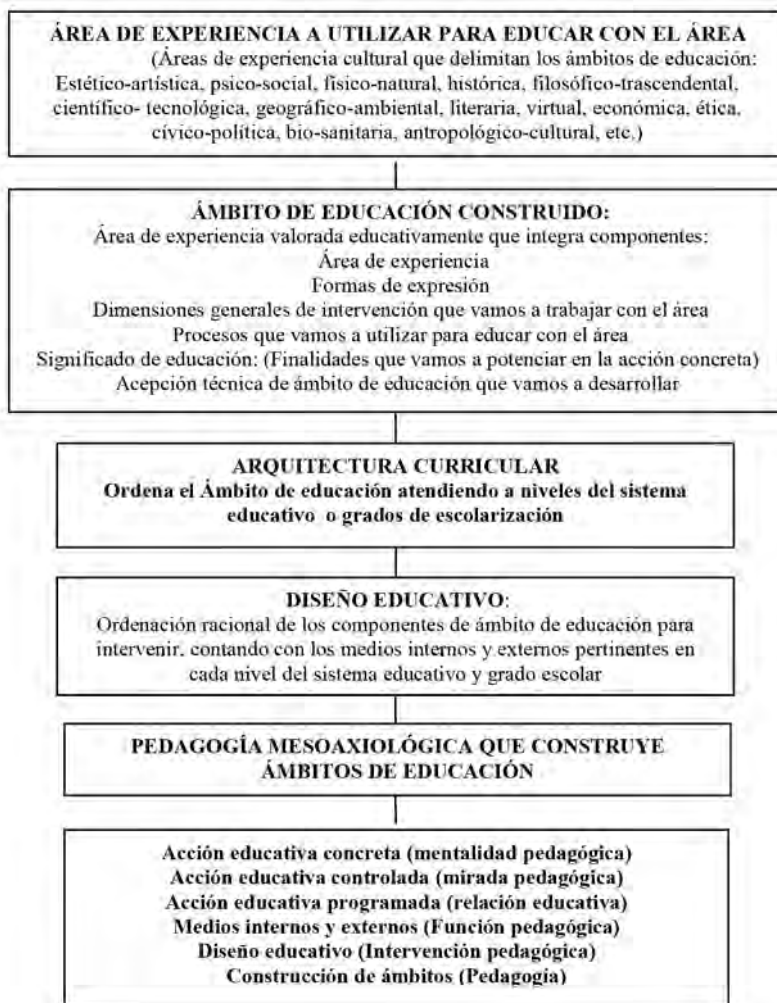 ÁREA DE EXPERIENCIA A UTILIZAR PARA EDUCAR CON EL ÁREA
(Áreas de experiencia cultural que delimitan los ámbitos de educación:
Estético-artística, psico-social, físico-natural, histórica, filosófico-trascendental,
científico- tecnológica, geográfico-ambiental, literaria, virtual, económica, ética,
cívico-política, bio-sanitaria, antropológico-cultural, etc.)
ÁMBITO DE EDUCACIÓN CONSTRUIDO:
Área de experiencia valorada educativamente que integra componentes:
Área de experiencia
Formas de expresión
Dimensiones generales de intervención que vamos a trabajar con el área
Procesos que vamos a utilizar para educar con el área
Significado de educación: (Finalidades que vamos a potenciar en la acción concreta)
Acepción técnica de ámbito de educación que vamos a desarrollar
ARQUITECTURA CURRICULAR
Ordena el Ámbito de educación atendiendo a niveles del sistema
educativo o grados de escolarización
DISEÑO EDUCATIVO:
Ordenación racional de los componentes de ámbito de educación para
intervenir. contando con los medios internos y externos pertinentes en
cada nivel del sistema educativo y grado escolar
PEDAGOGÍA MESOAXIOLÓGICA QUE CONSTRUYE
ÁMBITOS DE EDUCACIÓN
Acción educativa concreta (mentalidad pedagógica)
Acción educativa controlada (mirada pedagógica)
Acción educativa programada (relación educativa)
Medios internos y externos (Función pedagógica)
Diseño educativo (Intervención pedagógica)
Construcción de ámbitos (Pedagogía)